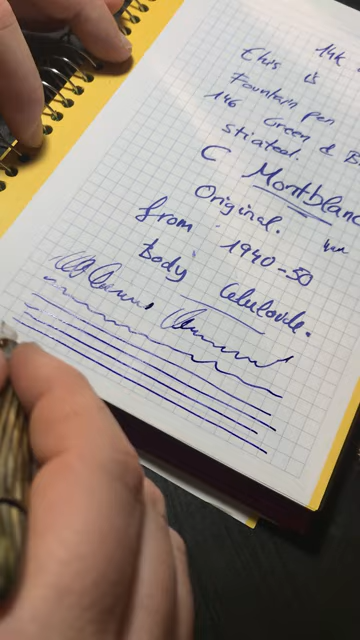 14K
this is
Fountain pen
146 Green & B
striated.
C Montblanc
Original.
from 1940-50
Body Celuloide.